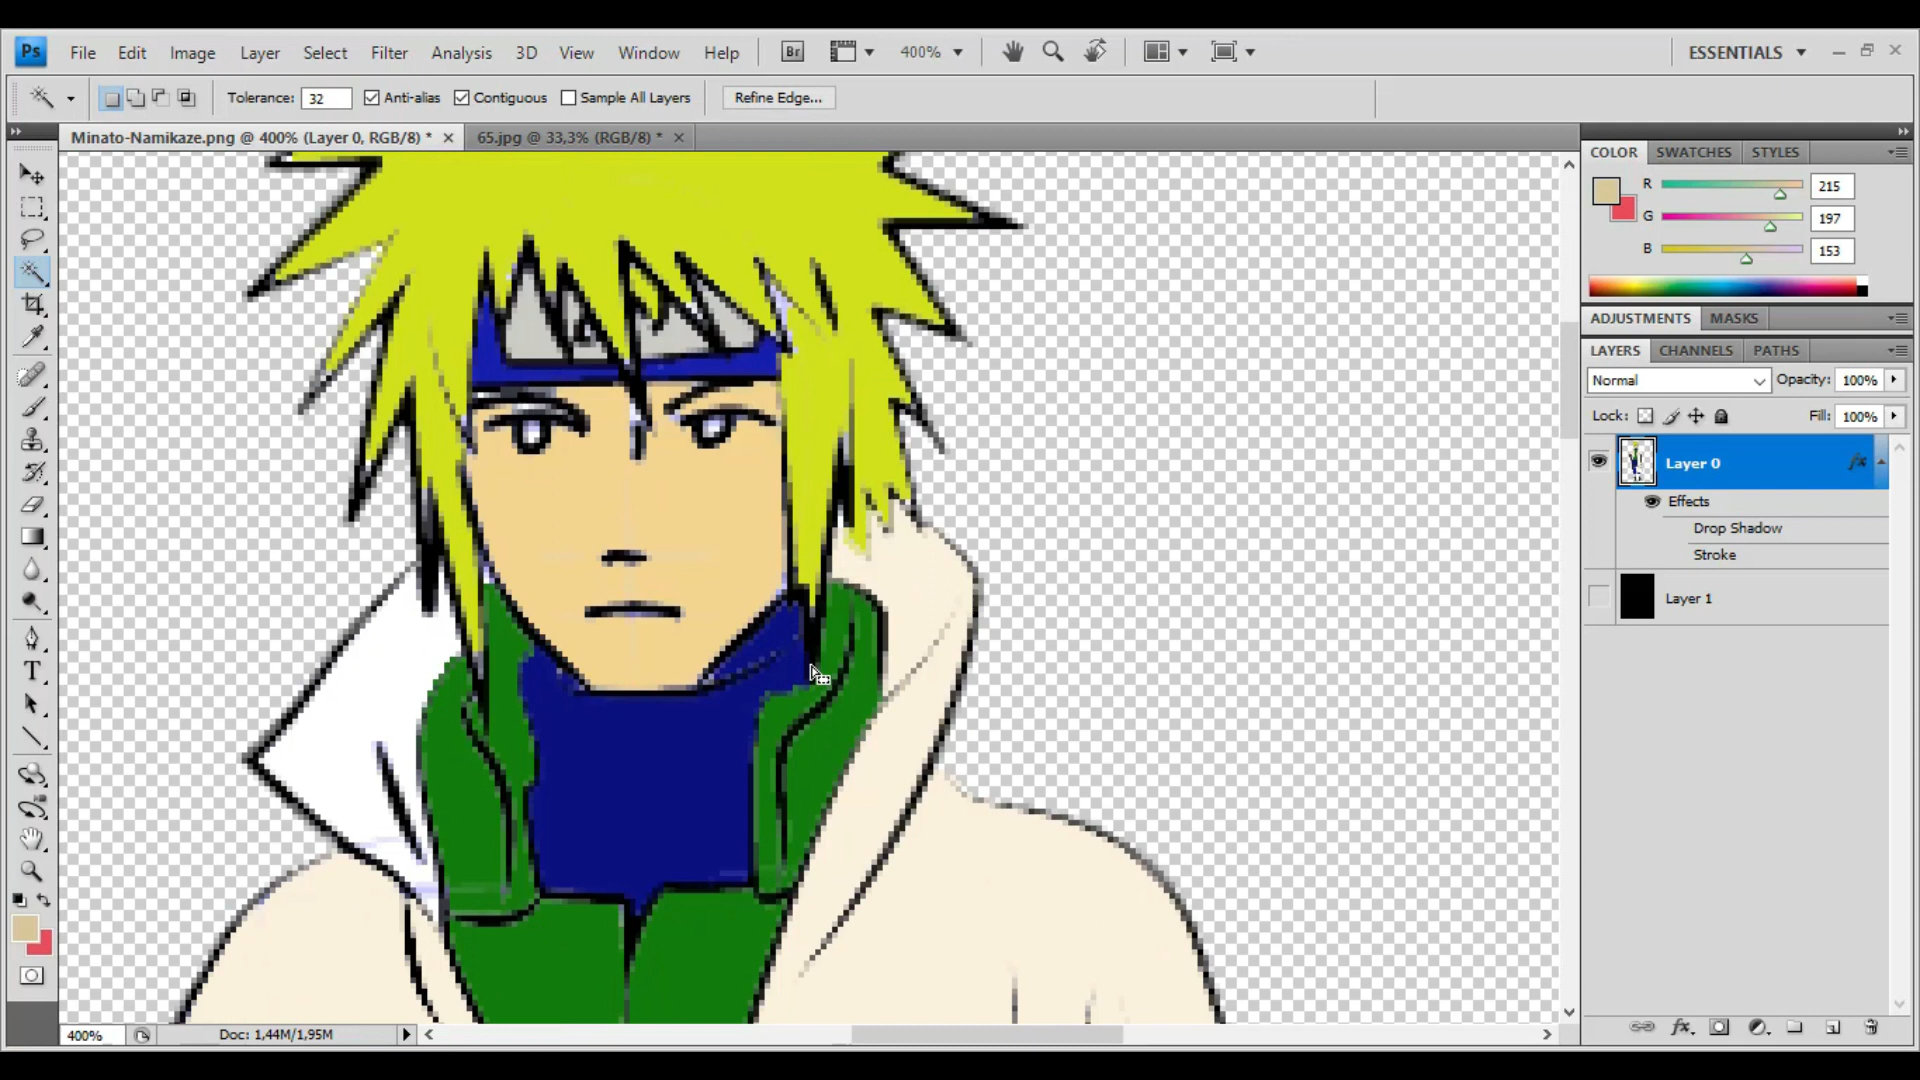 Ps File Edit Image Layer Select Filter Analysis 3D View Window Help Br 400% ESSENTIALS
Tolerance: 32 Anti-alias Contiguous Sample All Layers Refine Edge...
Minato-Namikaze.png @ 400% (Layer 0, RGB/8) * 65.jpg @ 33,3% (RGB/8) *
COLOR SWATCHES STYLES
R 215
G 197
B 153
ADJUSTMENTS MASKS
LAYERS CHANNELS PATHS
Normal Opacity: 100%
Lock: Fill: 100%
Layer 0 fx
Effects
Drop Shadow
Stroke
Layer 1
T
400% Doc: 1,44M/1,95M
fx